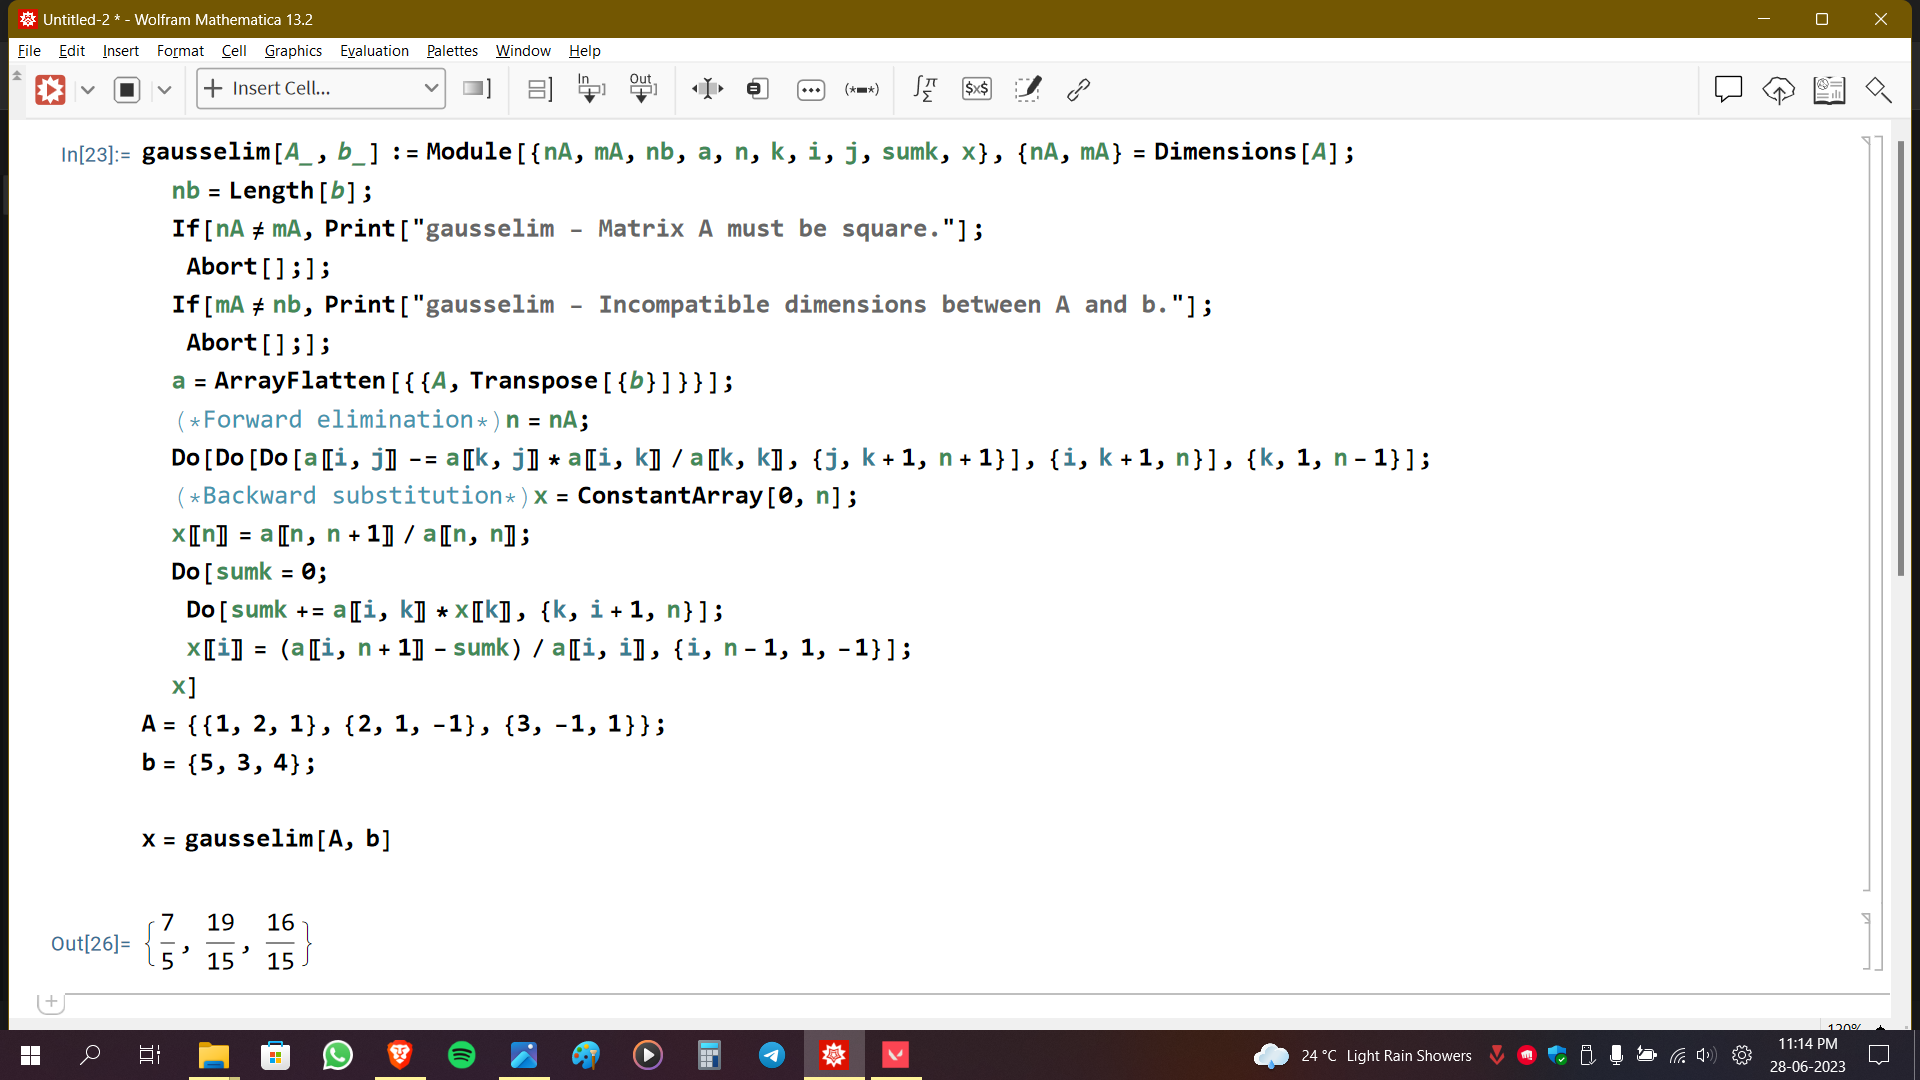 Untitled-2 * - Wolfram Mathematica 13.2
File Edit Insert Format Cell Graphics Evaluation Palettes Window Help
Insert Cell... In Out (*▪*) ∫π Σ $x$
In[23]:= gausselim[A_, b_] := Module[{nA, mA, nb, a, n, k, i, j, sumk, x}, {nA, mA} = Dimensions[A];
nb = Length[b];
If[nA ≠ mA, Print["gausselim - Matrix A must be square."];
Abort[];];
If[mA ≠ nb, Print["gausselim - Incompatible dimensions between A and b."];
Abort[];];
a = ArrayFlatten[{{A, Transpose[{b}]}}];
(*Forward elimination*)n = nA;
Do[Do[Do[a⟦i, j⟧ -= a⟦k, j⟧ * a⟦i, k⟧ / a⟦k, k⟧, {j, k + 1, n + 1}], {i, k + 1, n}], {k, 1, n - 1}];
(*Backward substitution*)x = ConstantArray[0, n];
x⟦n⟧ = a⟦n, n + 1⟧ / a⟦n, n⟧;
Do[sumk = 0;
Do[sumk += a⟦i, k⟧ * x⟦k⟧, {k, i + 1, n}];
x⟦i⟧ = (a⟦i, n + 1⟧ - sumk) / a⟦i, i⟧, {i, n - 1, 1, -1}];
x]
A = {{1, 2, 1}, {2, 1, -1}, {3, -1, 1}};
b = {5, 3, 4};
x = gausselim[A, b]
Out[26]= {7/5, 19/15, 16/15}
120%
24 °C Light Rain Showers 11:14 PM
28-06-2023